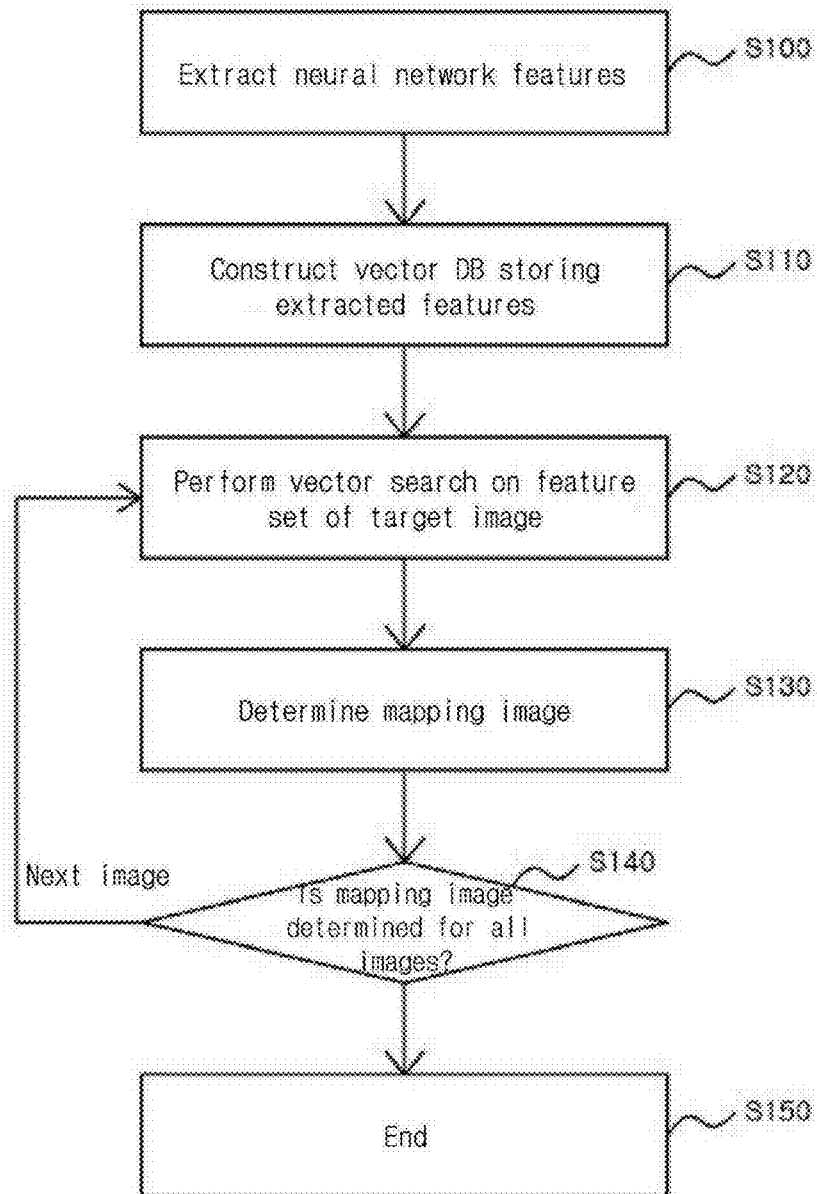 Extract neural network features
S100
Construct vector DB storing
extracted features
S110
Perform vector search on feature
set of target image
S120
Determine mapping image
S130
Next image
S140
Is mapping image
determined for all
images?
End
S150